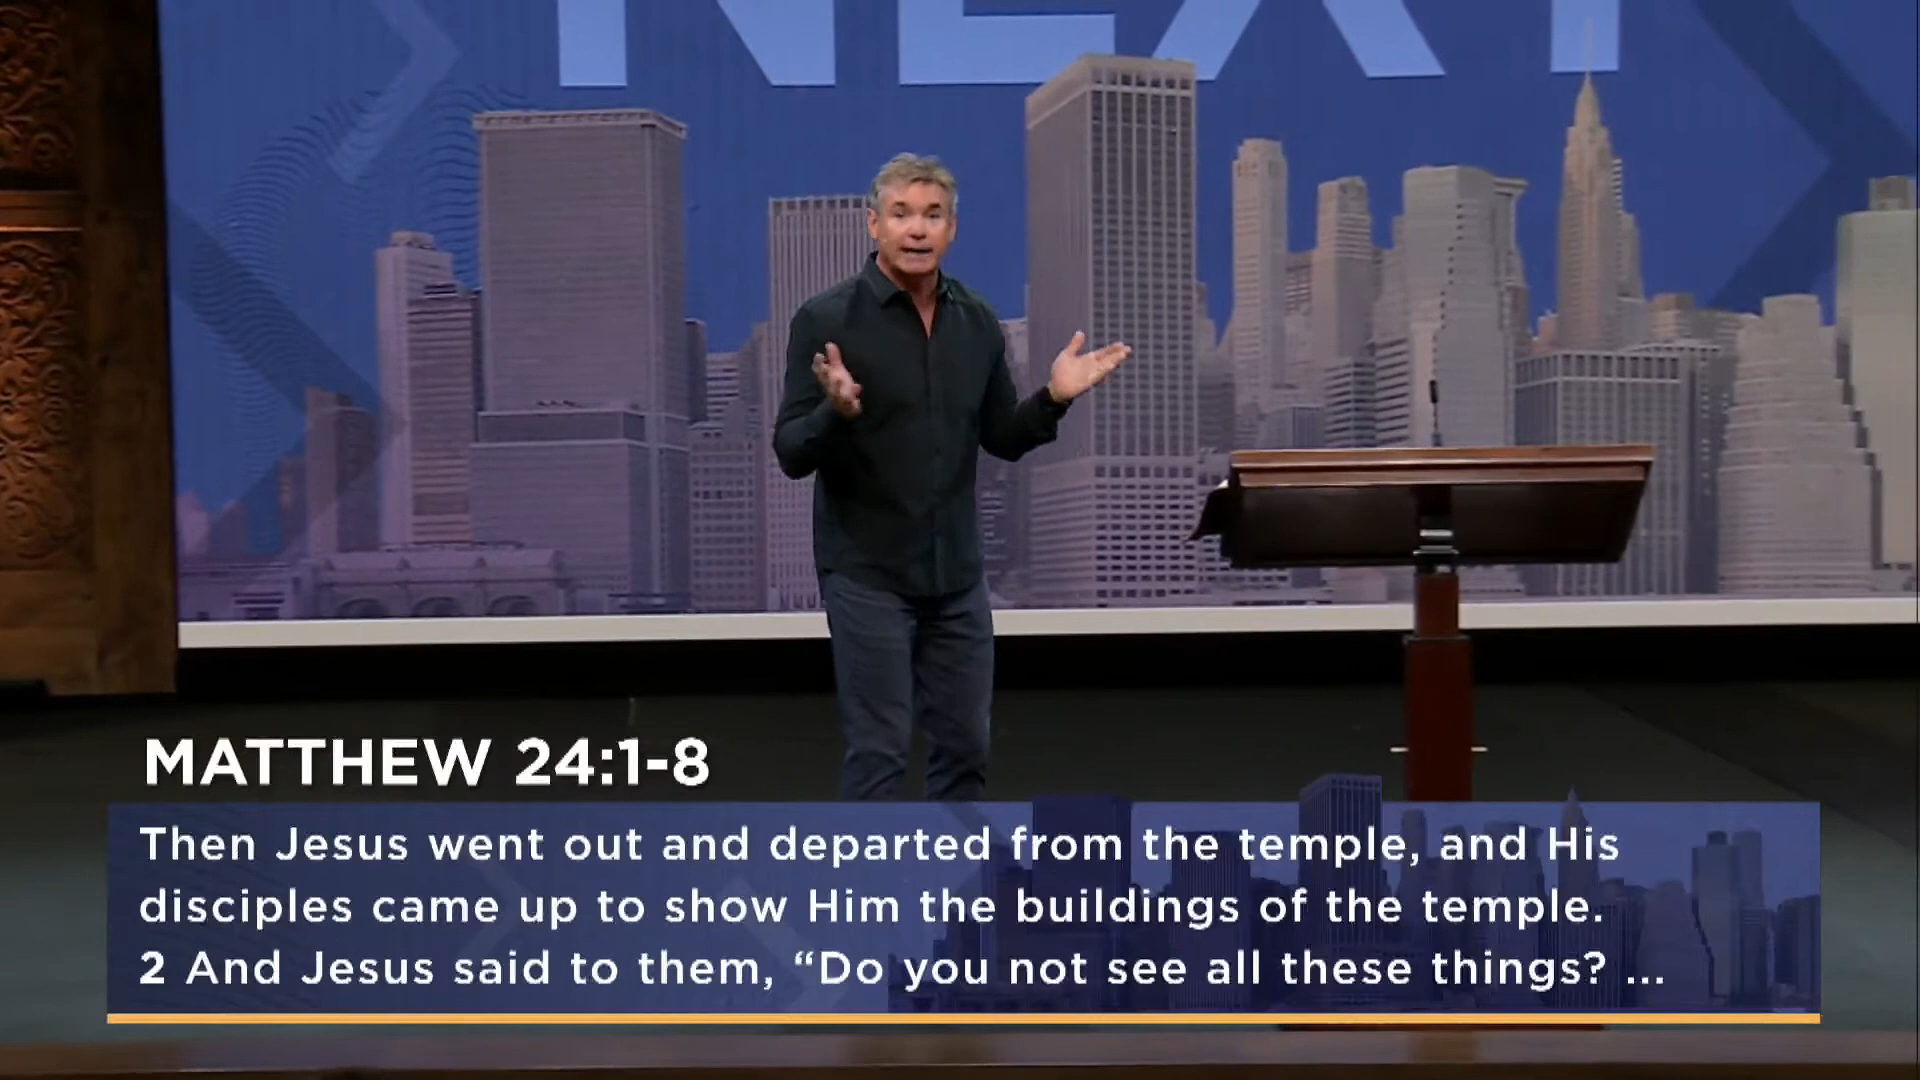 NEXT
MATTHEW 24:1-8
Then Jesus went out and departed from the temple, and His
disciples came up to show Him the buildings of the temple.
2 And Jesus said to them, “Do you not see all these things? ...